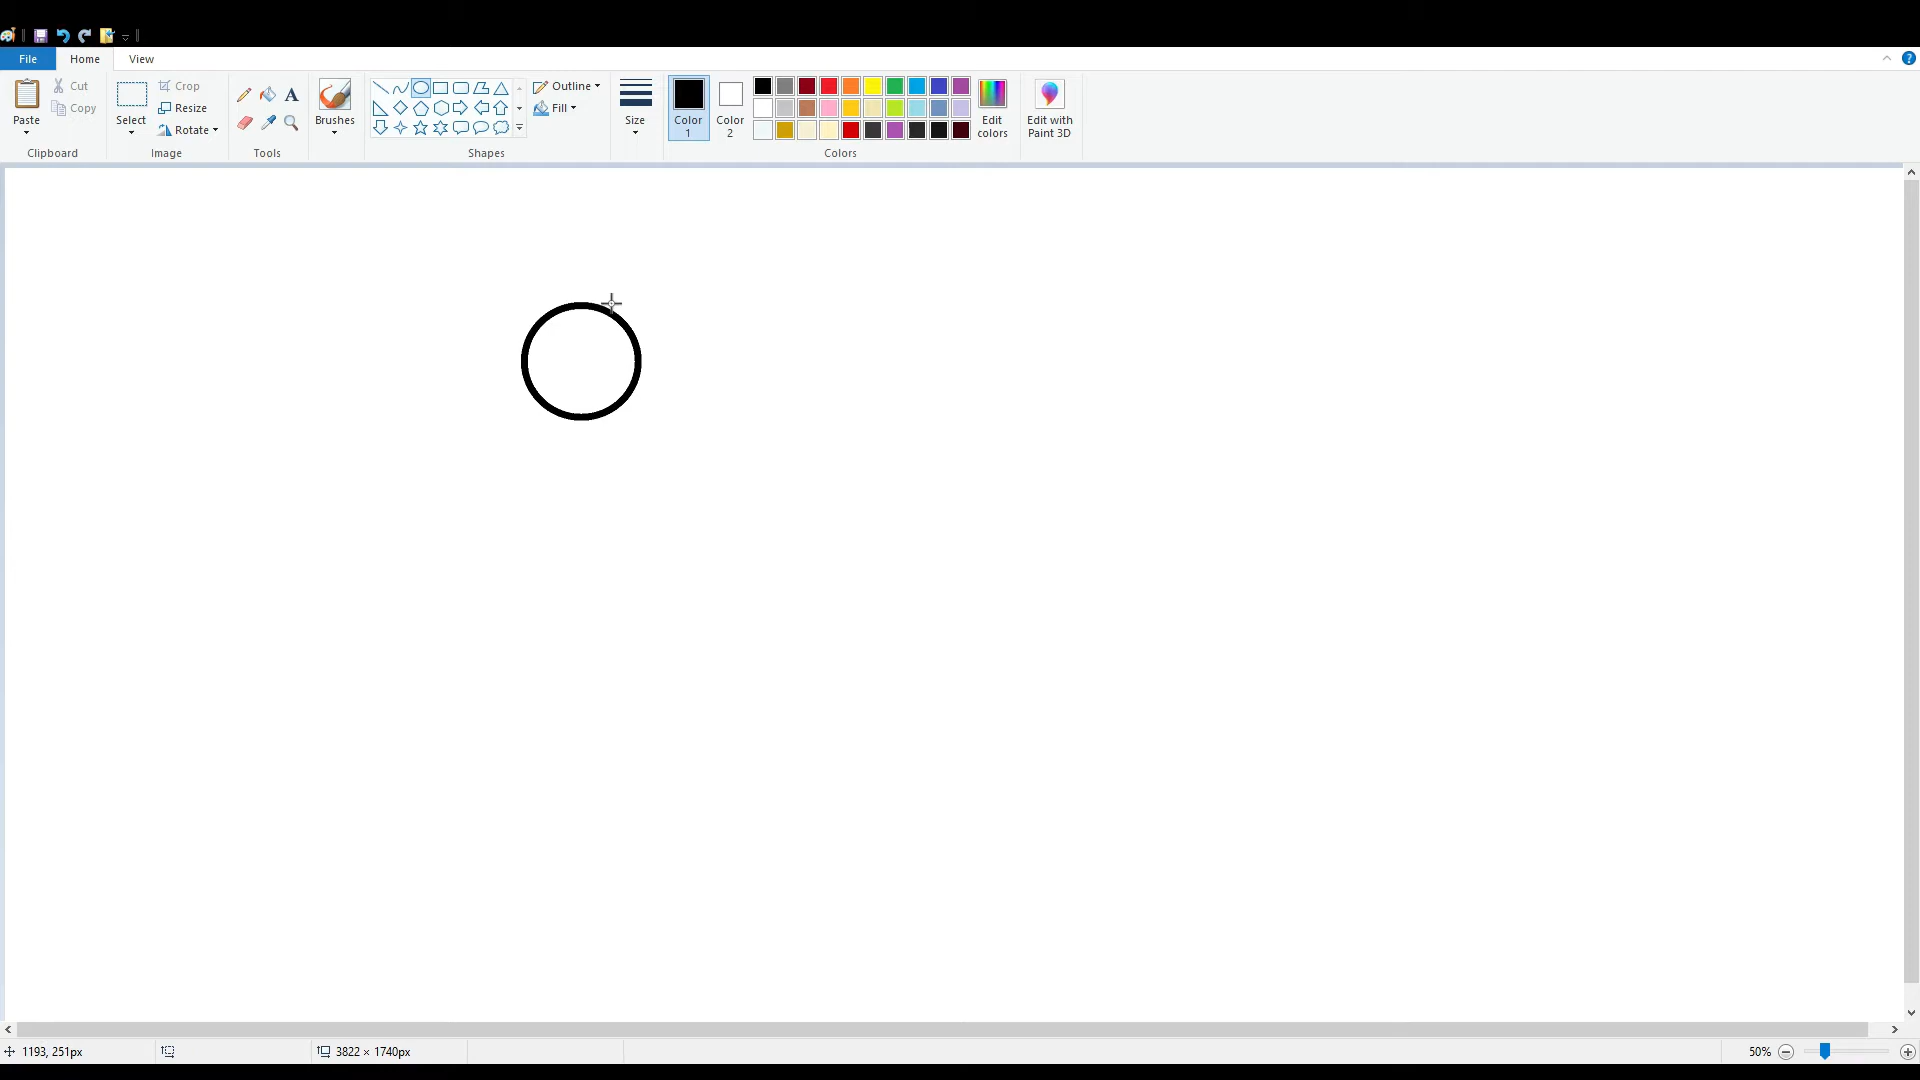 File Home View
Paste Cut Copy Clipboard
Select Crop Resize Rotate Image
A
Tools
Brushes
Outline Fill Shapes
Size
Color 1
Color 2
Edit colors
Colors
Edit with Paint 3D
?
1193, 251px
3822 × 1740px
50%